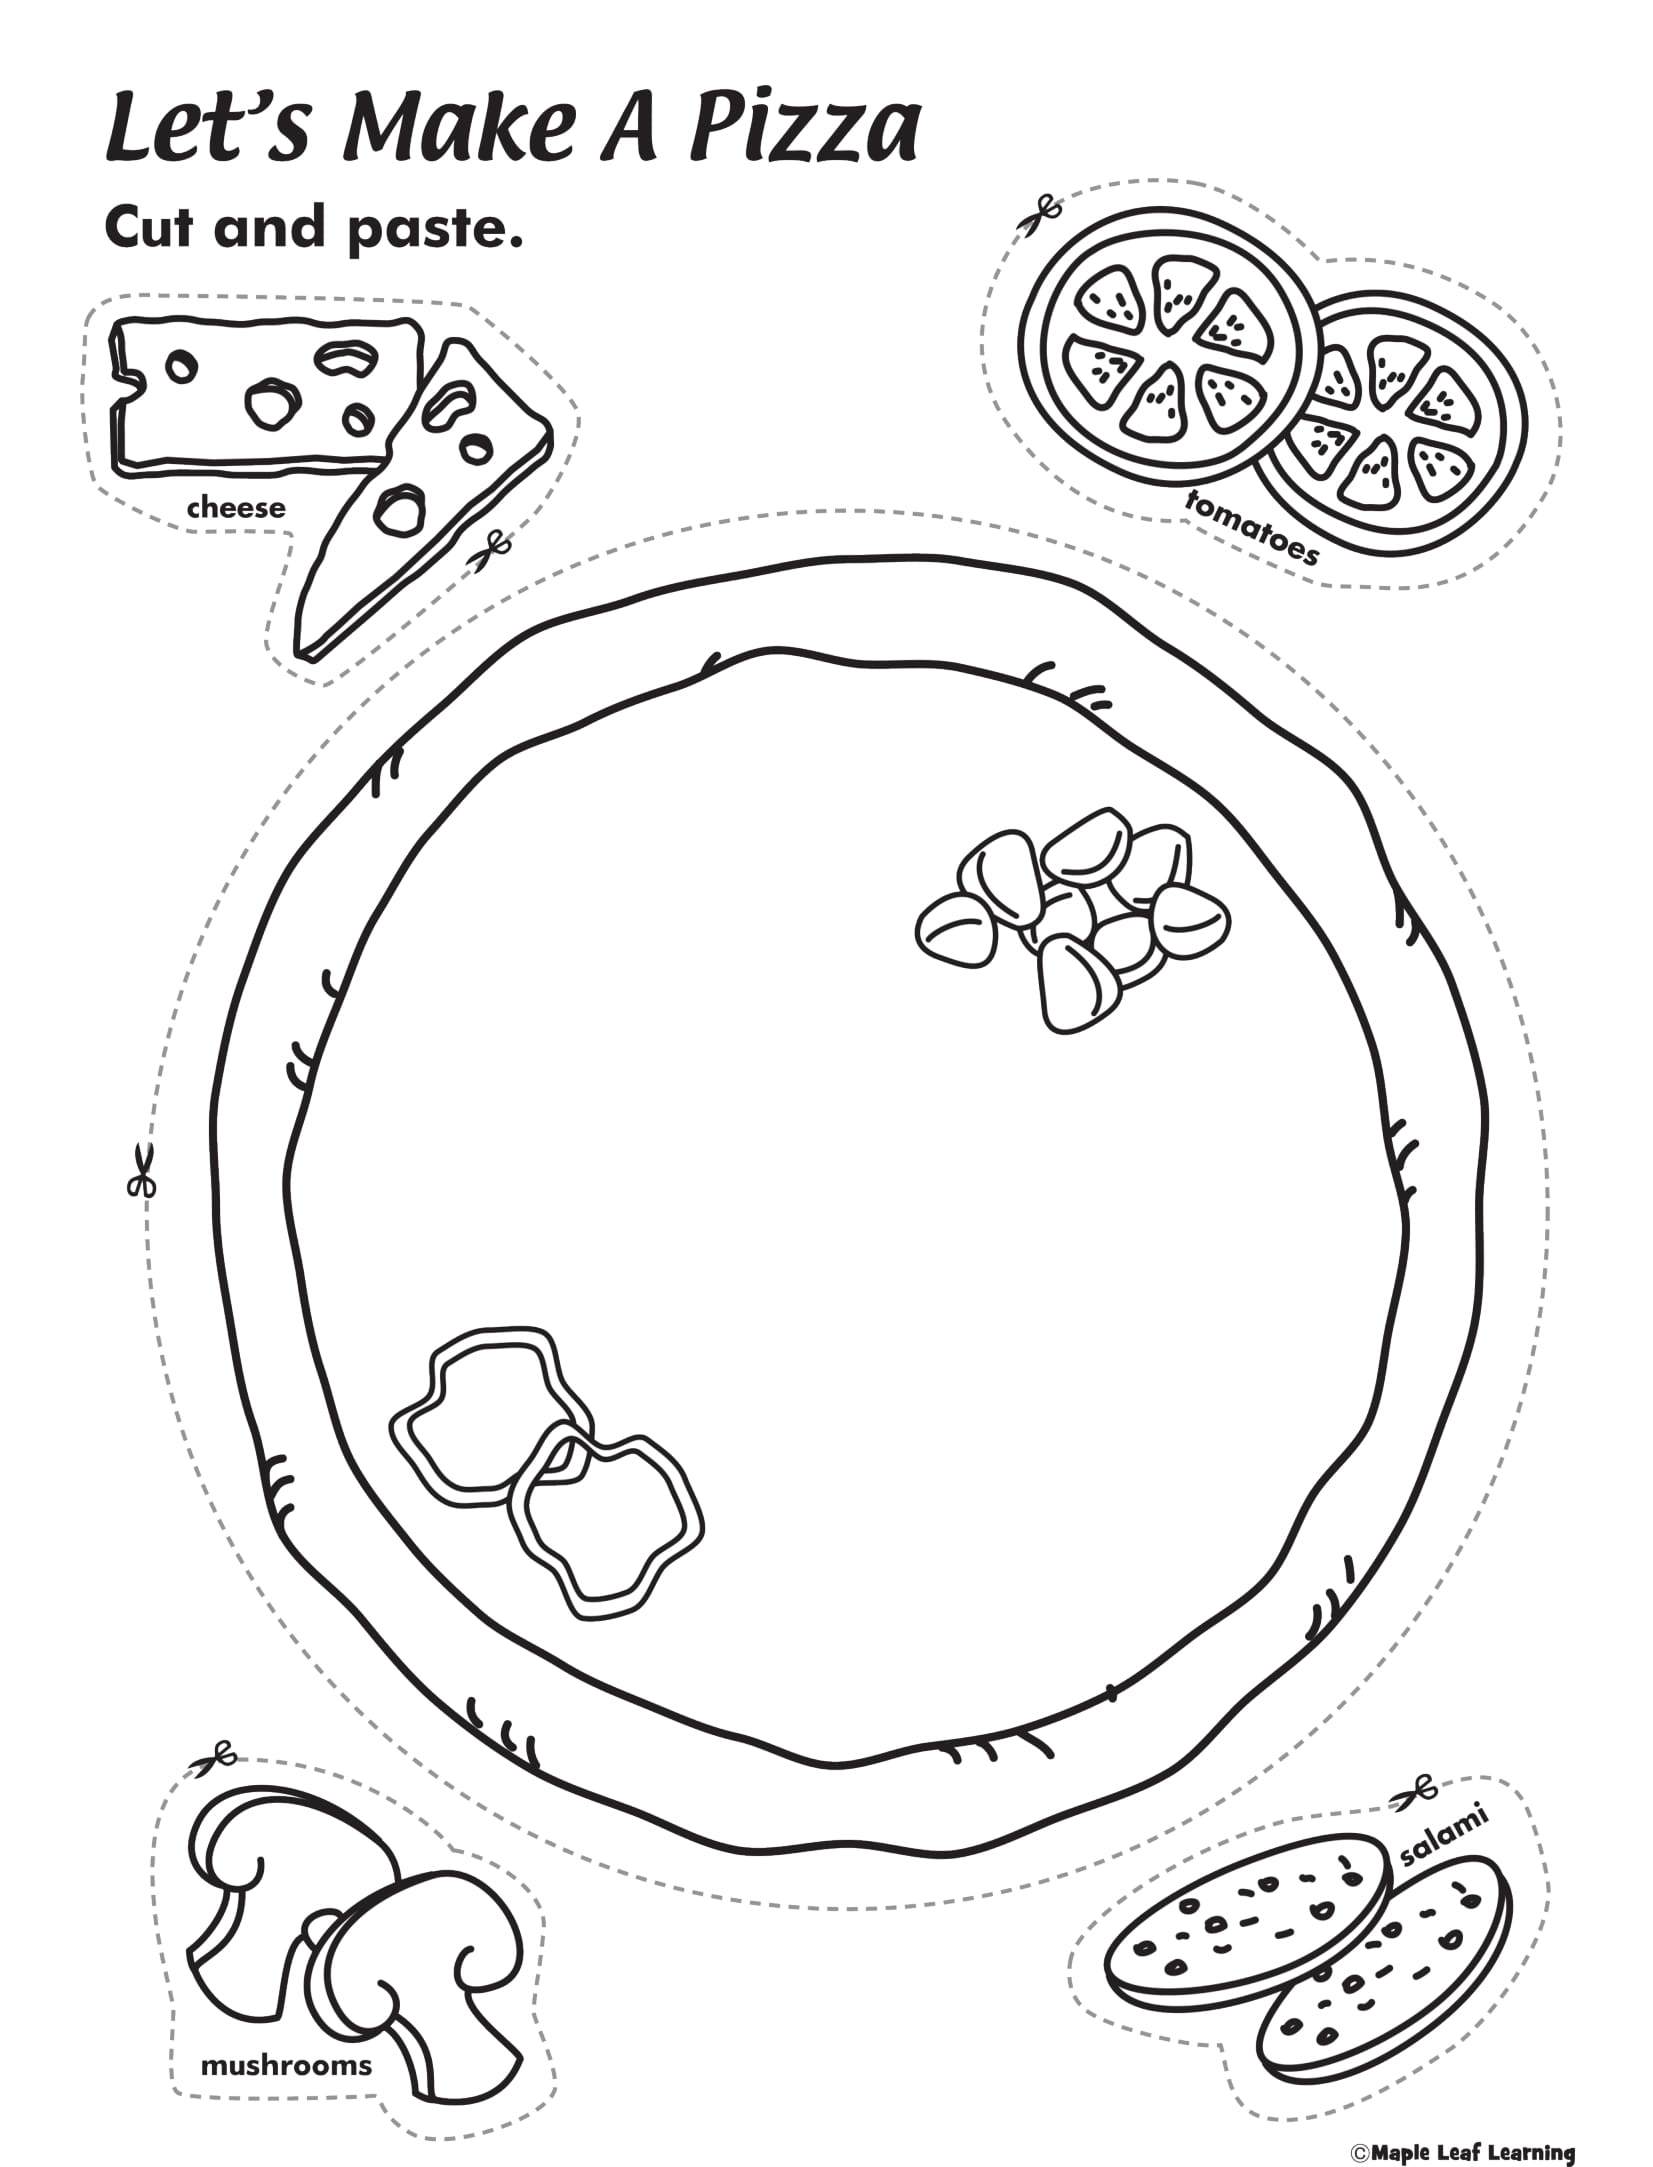 Let's Make A Pizza
Cut and paste.
cheese
tomatoes
mushrooms
salami
©Maple Leaf Learning